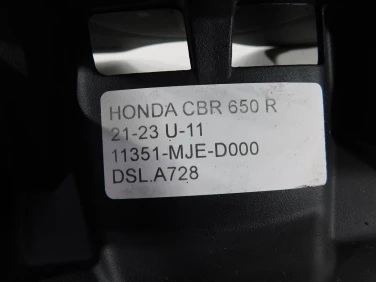 HONDA CBR 650 R
21-23 U-11
11351-MJE-D000
DSL.A728